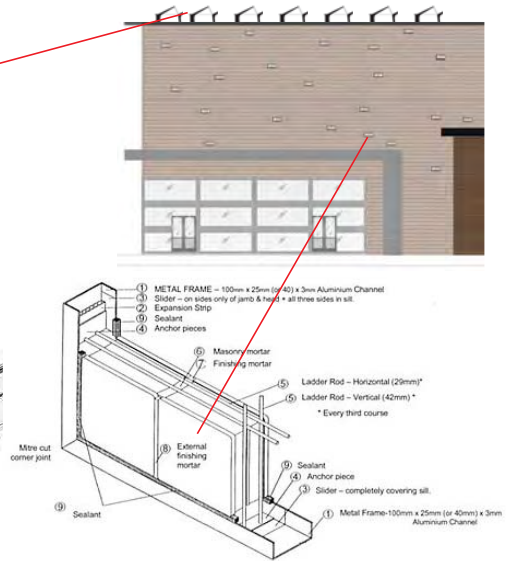 ① METAL FRAME – 100mm x 25mm (or 40) x 3mm Aluminium Channel
③ Slider – on sides only of jamb & head + all three sides in sill.
② Expansion Strip
⑨ Sealant
④ Anchor pieces
⑥ Masonry mortar
⑦ Finishing mortar
⑤ Ladder Rod – Horizontal (29mm)*
⑤ Ladder Rod – Vertical (42mm) *
* Every third course
Mitre cut
corner joint
⑧ External
finishing
mortar
⑨ Sealant
④ Anchor piece
③ Slider – completely covering sill.
⑨
Sealant
① Metal Frame-100mm x 25mm (or 40mm) x 3mm
Aluminium Channel